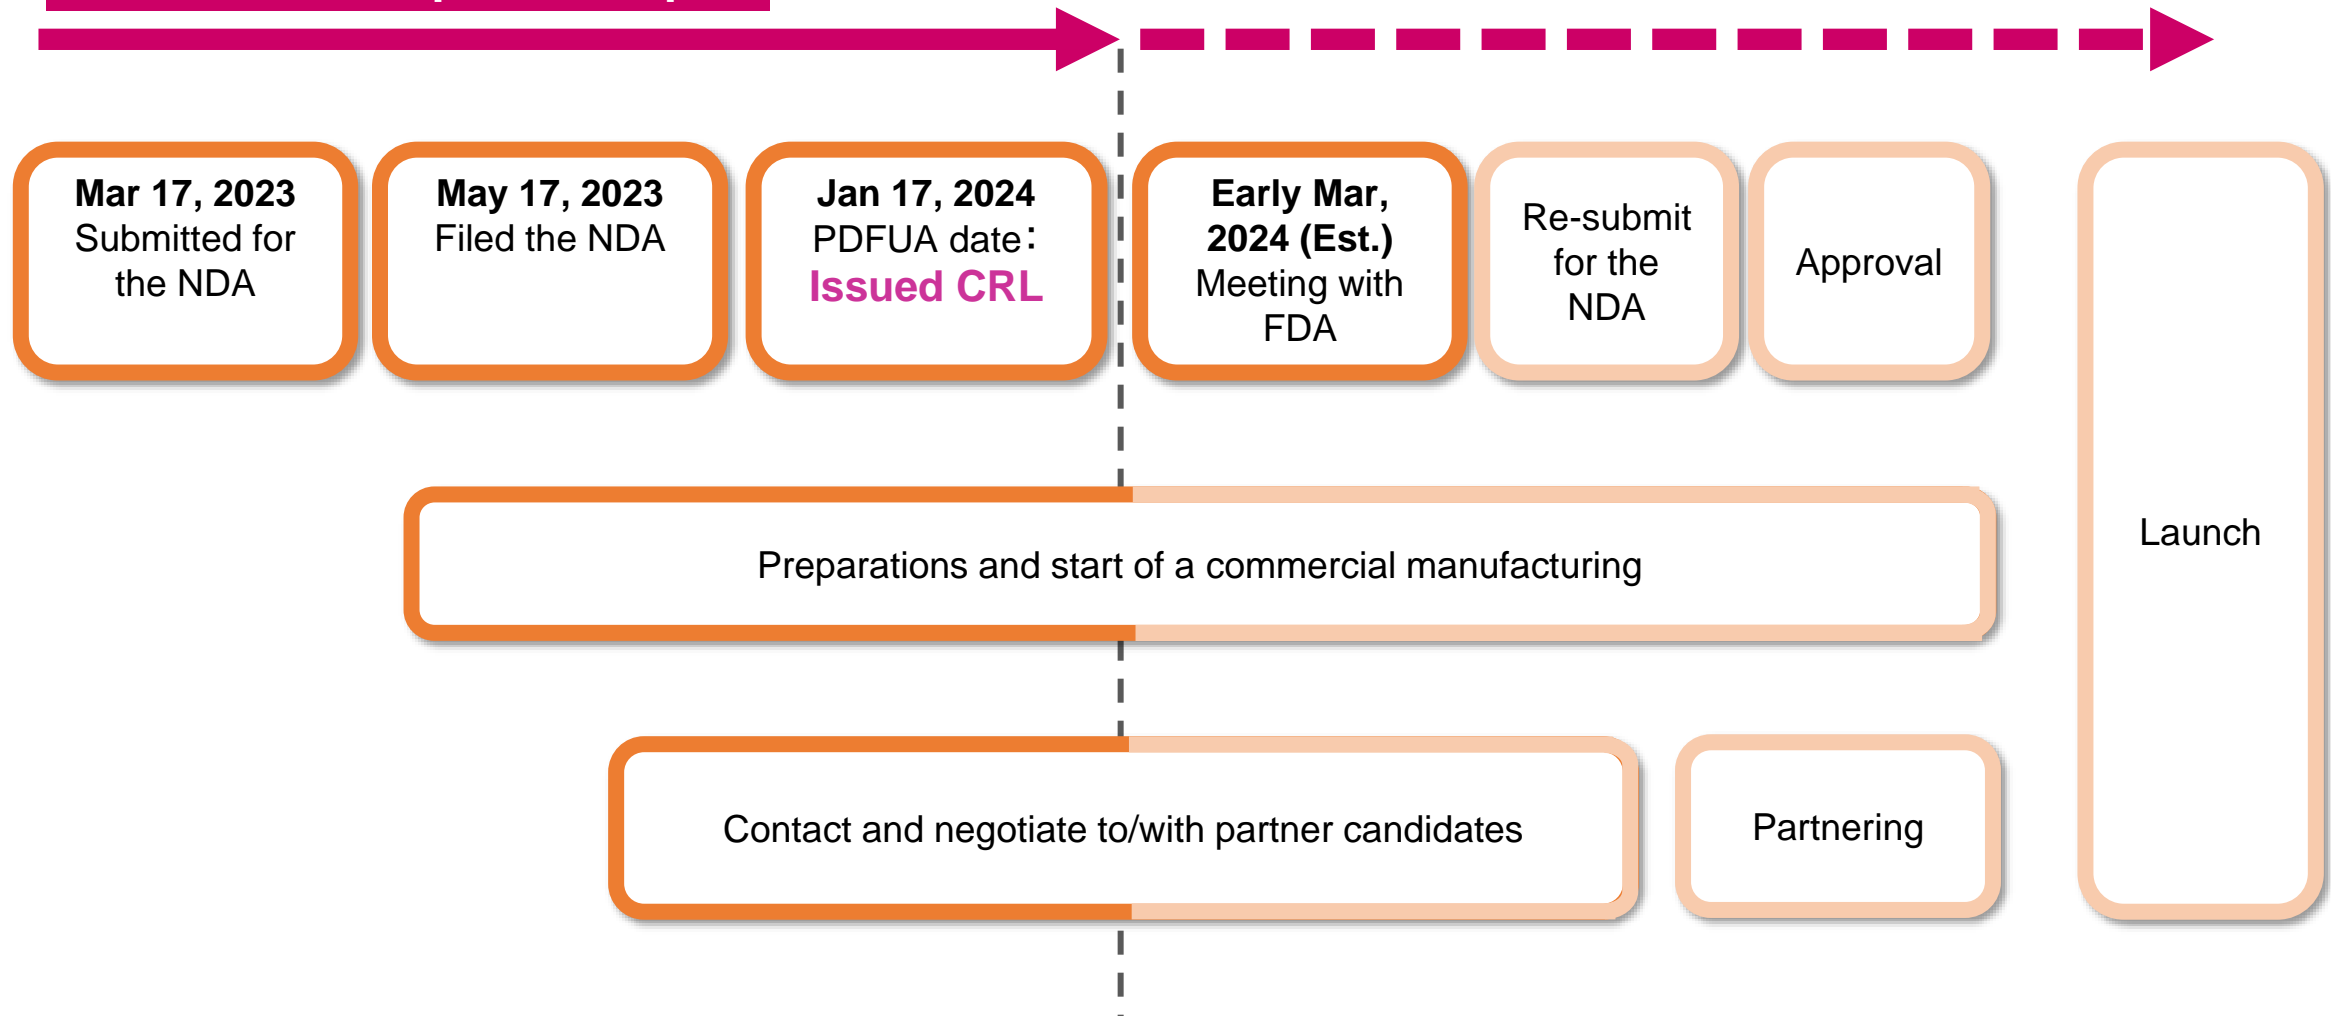 Mar 17, 2023
Submitted for
the NDA
May 17, 2023
Filed the NDA
Jan 17, 2024
PDFUA date：
Issued CRL
Early Mar,
2024 (Est.)
Meeting with
FDA
Re-submit
for the
NDA
Approval
Launch
Preparations and start of a commercial manufacturing
Contact and negotiate to/with partner candidates
Partnering